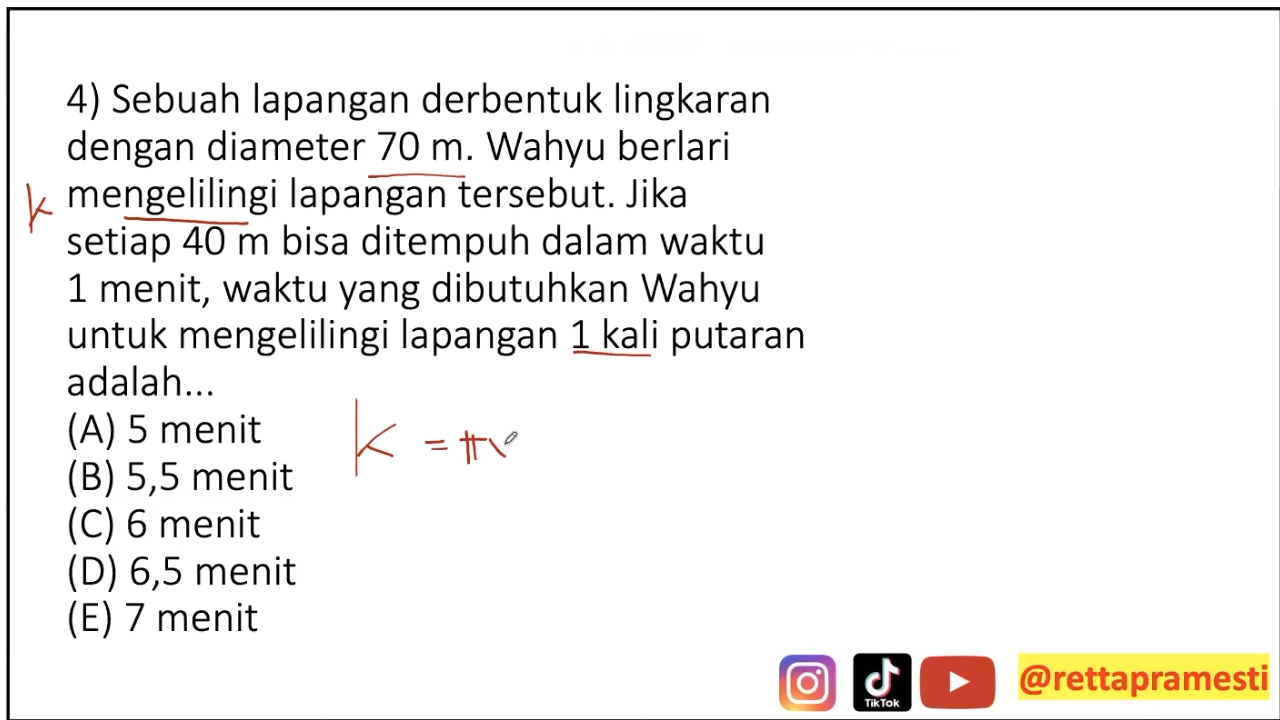 4) Sebuah lapangan derbentuk lingkaran
dengan diameter 70 m. Wahyu berlari
k mengelilingi lapangan tersebut. Jika
setiap 40 m bisa ditempuh dalam waktu
1 menit, waktu yang dibutuhkan Wahyu
untuk mengelilingi lapangan 1 kali putaran
adalah...
(A) 5 menit
k = π
(B) 5,5 menit
(C) 6 menit
(D) 6,5 menit
(E) 7 menit
TikTok
@rettapramesti